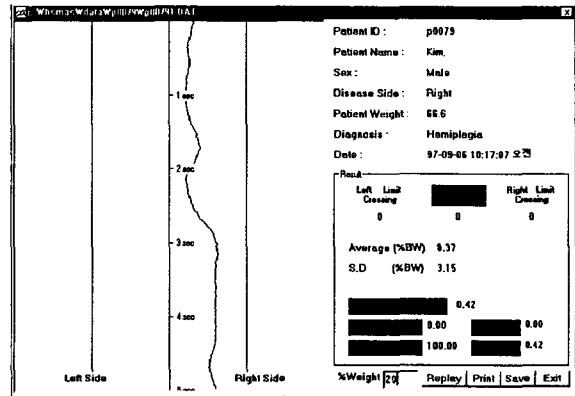 Patient ID : p0079
Patient Name : Kim,
Sex : Male
Disease Side : Right
Patient Weight : 66.6
Diagnosis : Hemiplegia
Date : 97-09-06 10:17:07 오전
1 sec
2 sec
3 sec
4 sec
Left Side
Right Side
Result
Left Limit Crossing
Right Limit Crossing
0 0 0
Average (%BW) 9.37
S.D (%BW) 3.15
0.42
0.00 0.00
100.00 0.42
%Weight 20 Replay Print Save Exit